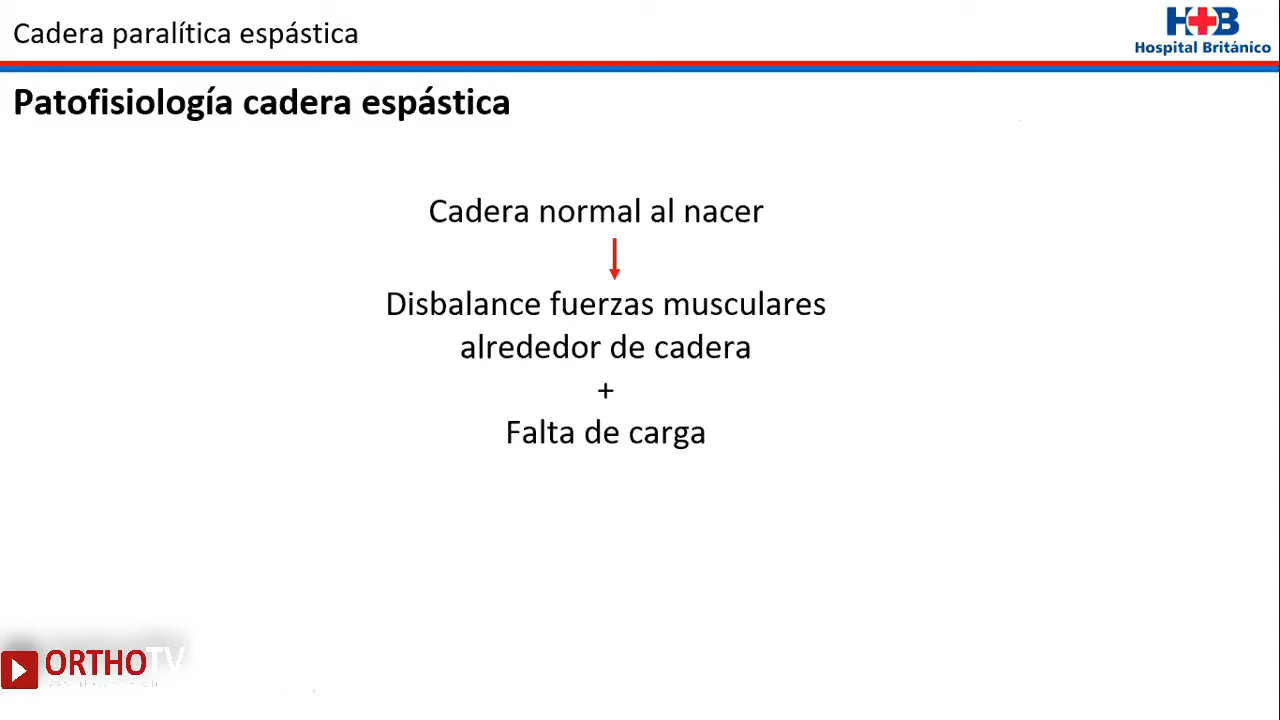 Cadera paralítica espástica
HB
Hospital Británico
Patofisiología cadera espástica
Cadera normal al nacer
Disbalance fuerzas musculares
alrededor de cadera
+
Falta de carga
ORTHOTV